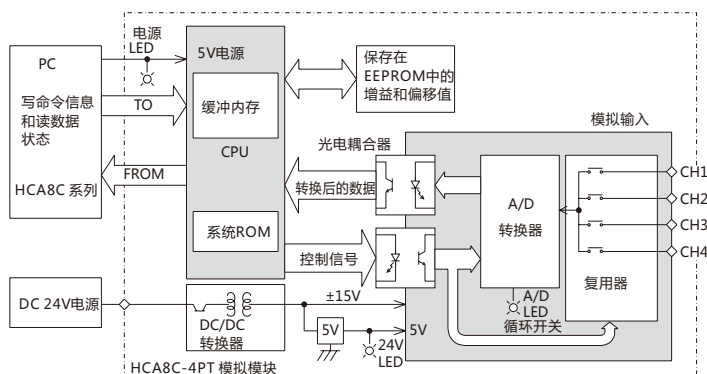 电源
LED
PC
写命令信息
和读数据
状态
HCA8C 系列
TO
FROM
5V电源
缓冲内存
CPU
系统ROM
保存在
EEPROM中的
增益和偏移值
光电耦合器
转换后的数据
控制信号
模拟输入
A/D
转换器
复用器
CH1
CH2
CH3
CH4
A/D
LED
循环开关
DC 24V电源
DC/DC
转换器
±15V
5V
5V
24V
LED
HCA8C-4PT 模拟模块